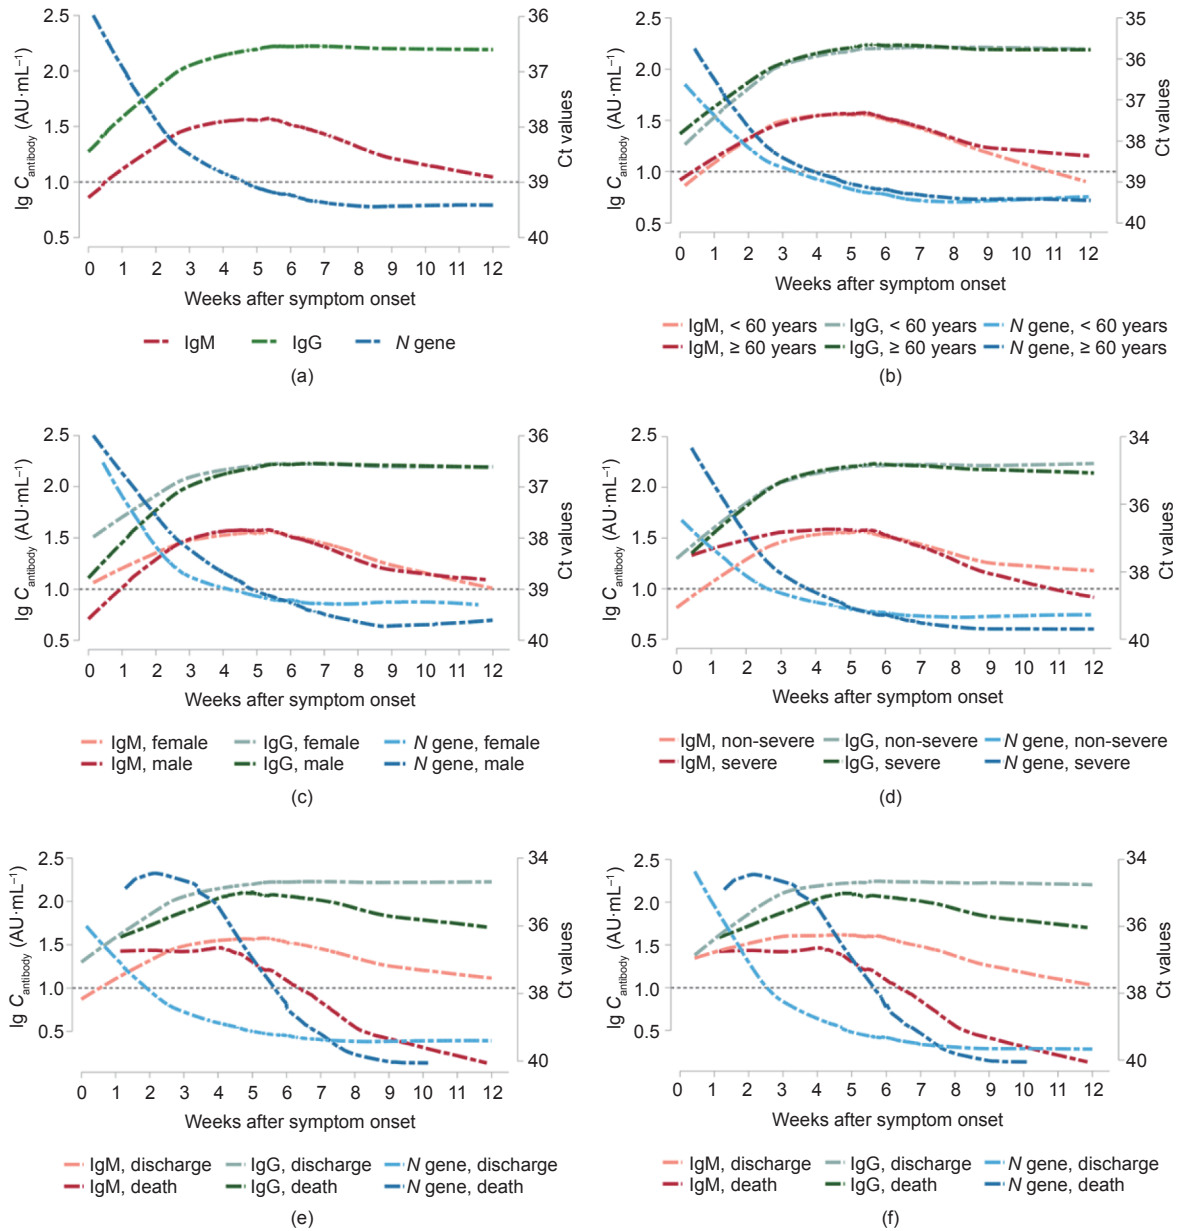 2.5
2.0
1.5
1.0
0.5
lg C antibody (AU·mL⁻¹)
36
37
38
39
40
Ct values
0 1 2 3 4 5 6 7 8 9 10 11 12
Weeks after symptom onset
IgM IgG N gene
(a)
2.5
2.0
1.5
1.0
0.5
lg C antibody (AU·mL⁻¹)
35
36
37
38
39
40
Ct values
0 1 2 3 4 5 6 7 8 9 10 11 12
Weeks after symptom onset
IgM, < 60 years IgG, < 60 years N gene, < 60 years
IgM, ≥ 60 years IgG, ≥ 60 years N gene, ≥ 60 years
(b)
2.5
2.0
1.5
1.0
0.5
lg C antibody (AU·mL⁻¹)
36
37
38
39
40
Ct values
0 1 2 3 4 5 6 7 8 9 10 11 12
Weeks after symptom onset
IgM, female IgG, female N gene, female
IgM, male IgG, male N gene, male
(c)
2.5
2.0
1.5
1.0
0.5
lg C antibody (AU·mL⁻¹)
34
36
38
40
Ct values
0 1 2 3 4 5 6 7 8 9 10 11 12
Weeks after symptom onset
IgM, non-severe IgG, non-severe N gene, non-severe
IgM, severe IgG, severe N gene, severe
(d)
2.5
2.0
1.5
1.0
0.5
lg C antibody (AU·mL⁻¹)
34
36
38
40
Ct values
0 1 2 3 4 5 6 7 8 9 10 11 12
Weeks after symptom onset
IgM, discharge IgG, discharge N gene, discharge
IgM, death IgG, death N gene, death
(e)
2.5
2.0
1.5
1.0
0.5
lg C antibody (AU·mL⁻¹)
34
36
38
40
Ct values
0 1 2 3 4 5 6 7 8 9 10 11 12
Weeks after symptom onset
IgM, discharge IgG, discharge N gene, discharge
IgM, death IgG, death N gene, death
(f)